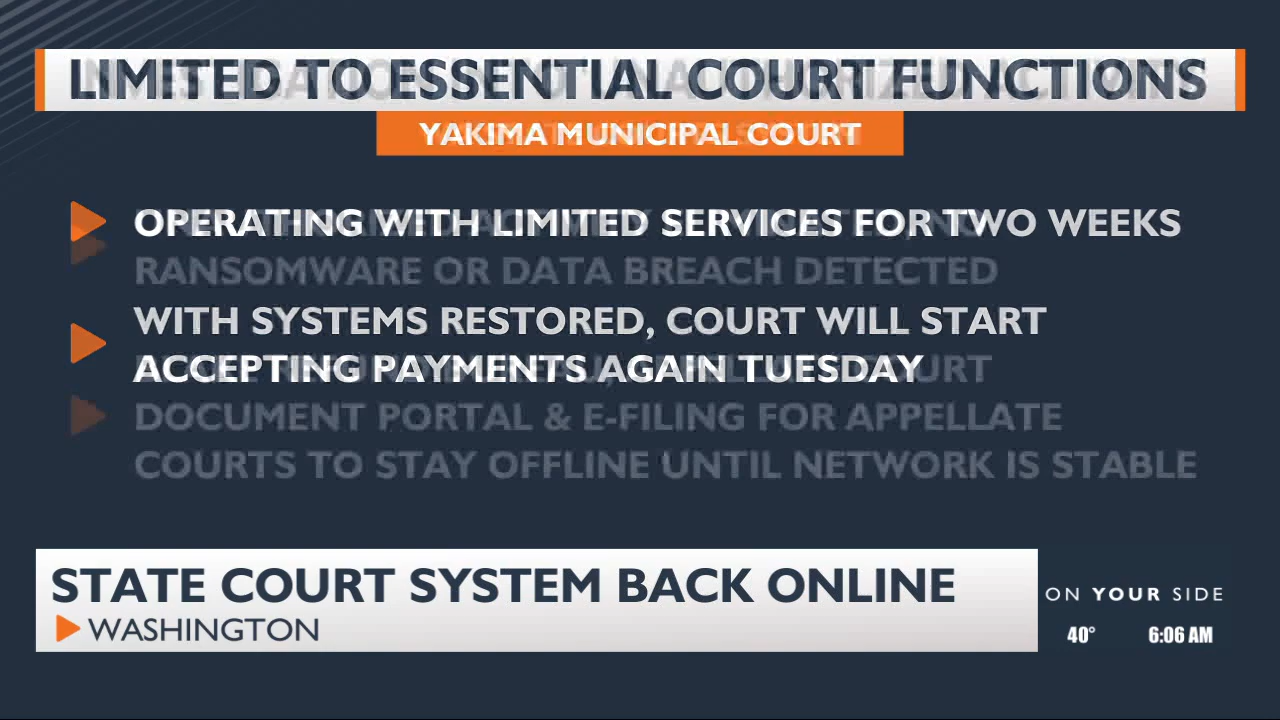 LIMITED TO ESSENTIAL COURT FUNCTIONS
YAKIMA MUNICIPAL COURT
OPERATING WITH LIMITED SERVICES FOR TWO WEEKS
RANSOMWARE OR DATA BREACH DETECTED
WITH SYSTEMS RESTORED, COURT WILL START
ACCEPTING PAYMENTS AGAIN TUESDAY
DOCUMENT PORTAL & E-FILING FOR APPELLATE
COURTS TO STAY OFFLINE UNTIL NETWORK IS STABLE
STATE COURT SYSTEM BACK ONLINE
WASHINGTON
ON YOUR SIDE
40° 6:06 AM